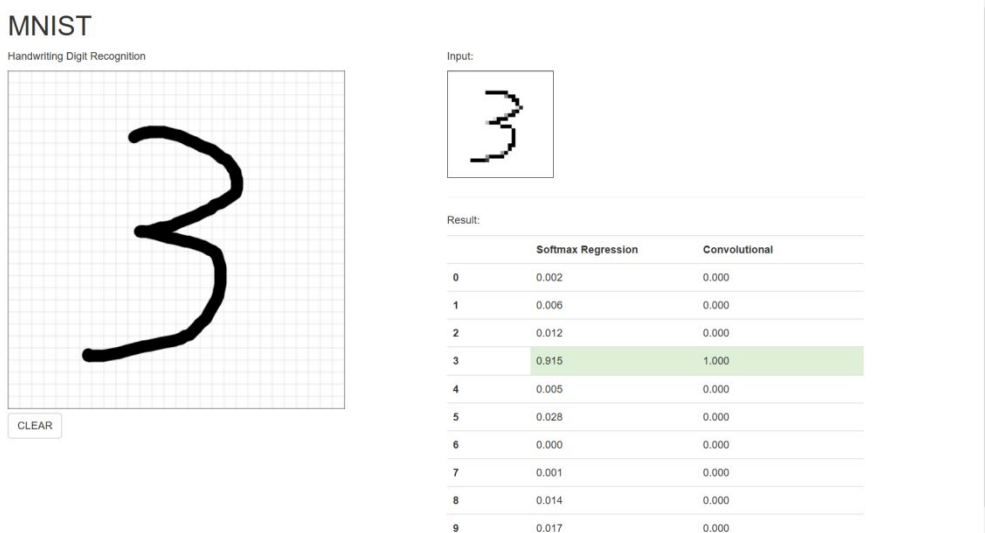 MNIST
Handwriting Digit Recognition
3
CLEAR
Input:
3
Result:
Softmax Regression Convolutional
0 0.002 0.000
1 0.006 0.000
2 0.012 0.000
3 0.915 1.000
4 0.005 0.000
5 0.028 0.000
6 0.000 0.000
7 0.001 0.000
8 0.014 0.000
9 0.017 0.000